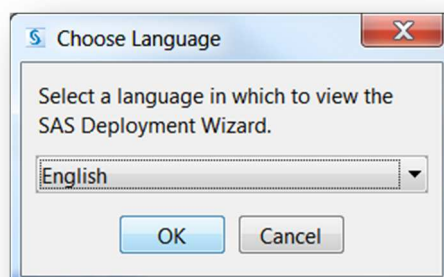 Choose Language
Select a language in which to view the
SAS Deployment Wizard.
English
OK
Cancel